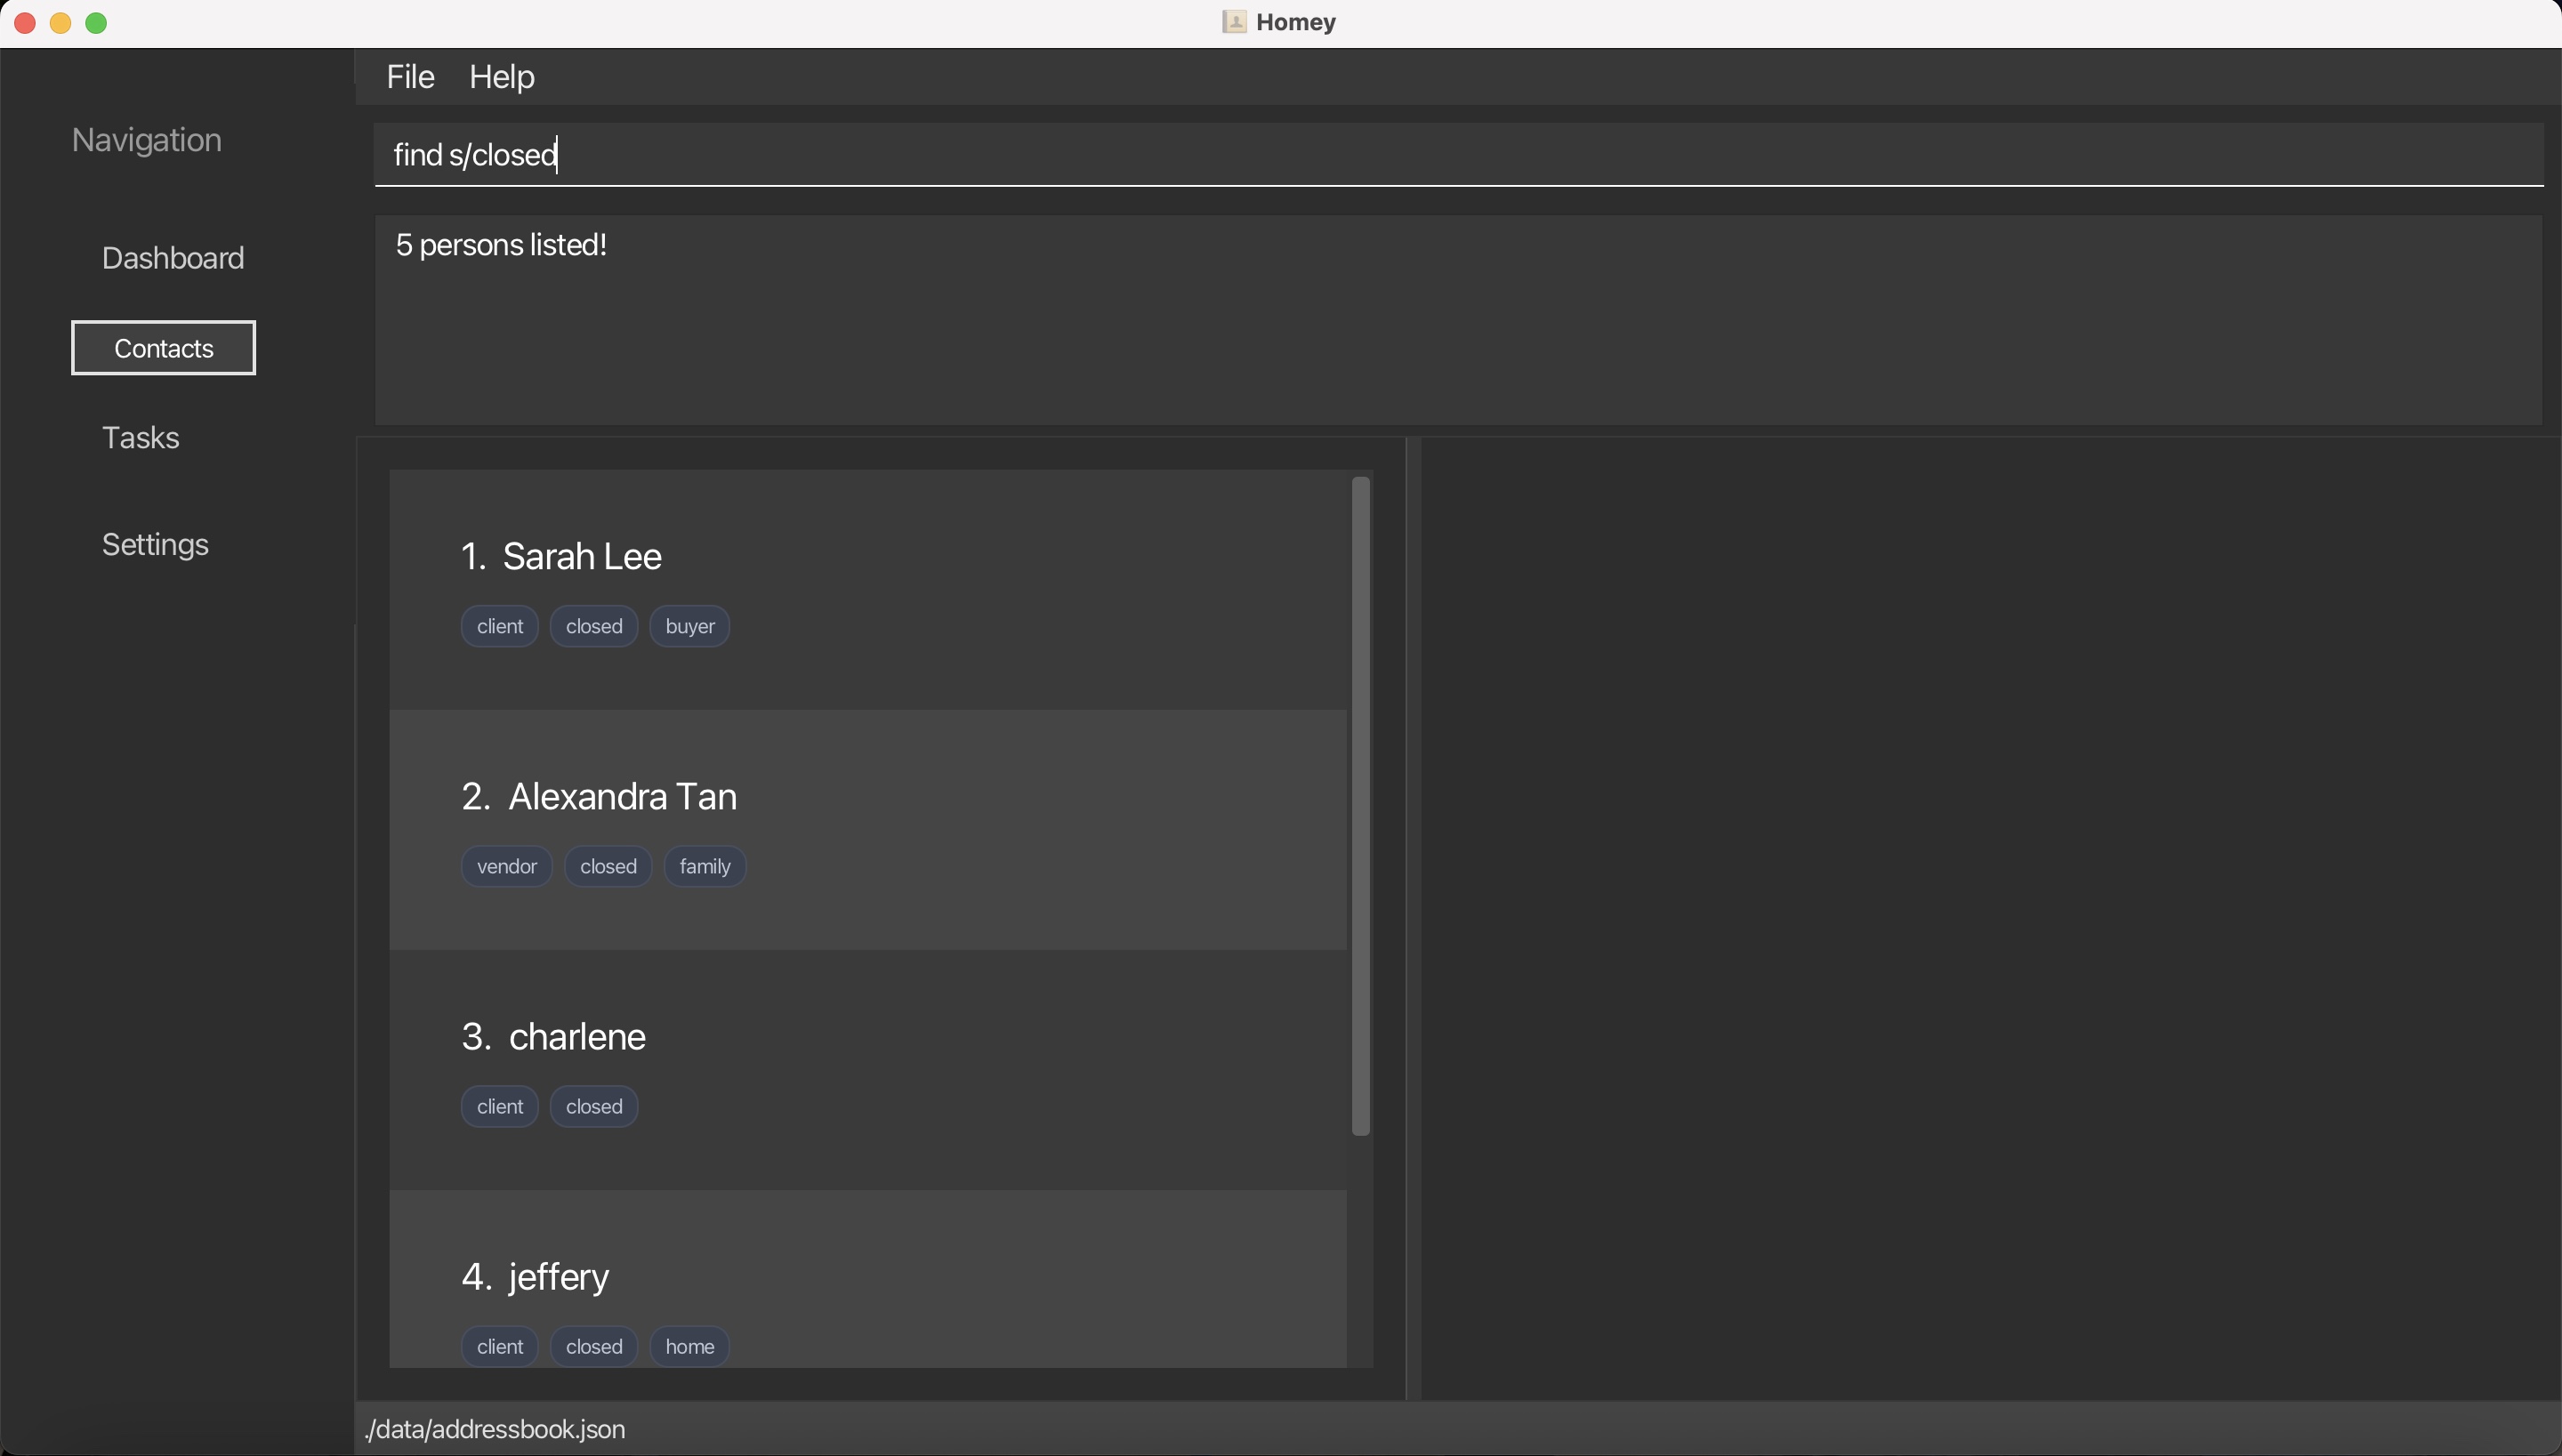 Homey
File Help
Navigation
find s/closed
Dashboard
5 persons listed!
Contacts
Tasks
Settings
1. Sarah Lee
client closed buyer
2. Alexandra Tan
vendor closed family
3. charlene
client closed
4. jeffery
client closed home
./data/addressbook.json